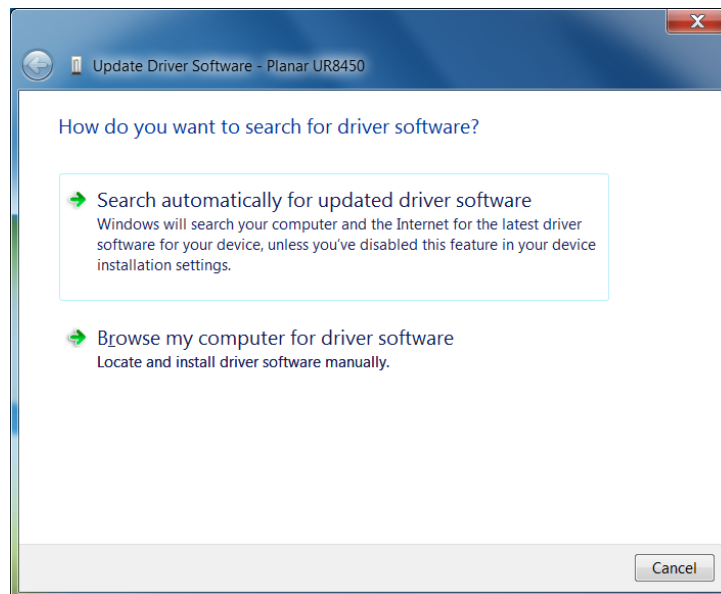 Update Driver Software - Planar UR8450
How do you want to search for driver software?
Search automatically for updated driver software
Windows will search your computer and the Internet for the latest driver
software for your device, unless you've disabled this feature in your device
installation settings.
Browse my computer for driver software
Locate and install driver software manually.
Cancel